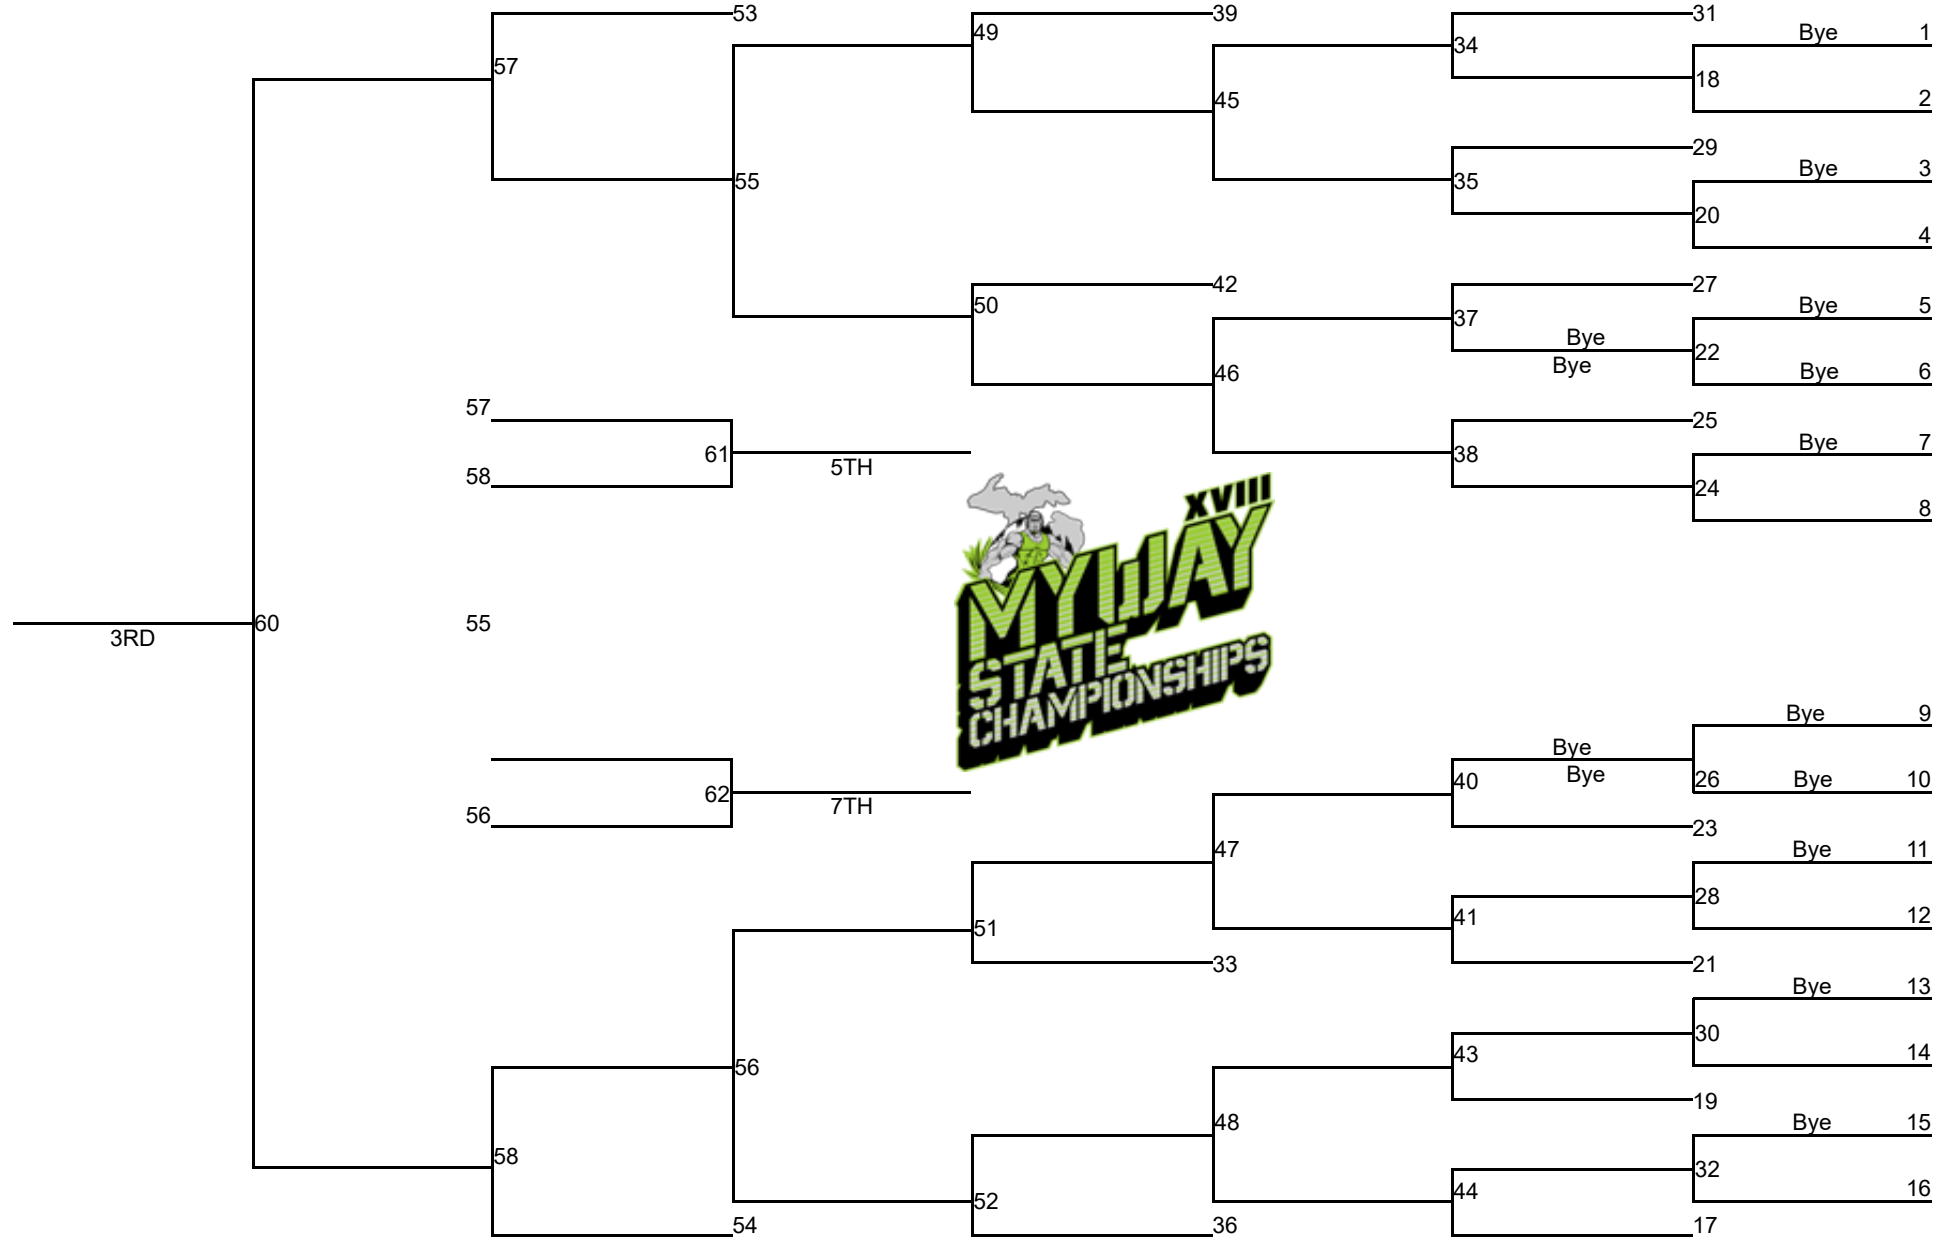 53
39
31
Bye 1
49
34
57
18
2
45
29
Bye 3
55
35
20
4
42
27
50
Bye 5
37
Bye
22
Bye
46
Bye 6
57
25
Bye 7
61
5TH
38
58
24
XVIII
8
MYWAY
STATE
CHAMPIONSHIPS
60
55
3RD
Bye 9
Bye
40
Bye
26
Bye 10
62
7TH
56
23
47
Bye 11
28
41
12
51
33
21
Bye 13
30
43
14
56
19
48
Bye 15
58
32
44
16
52
54
36
17